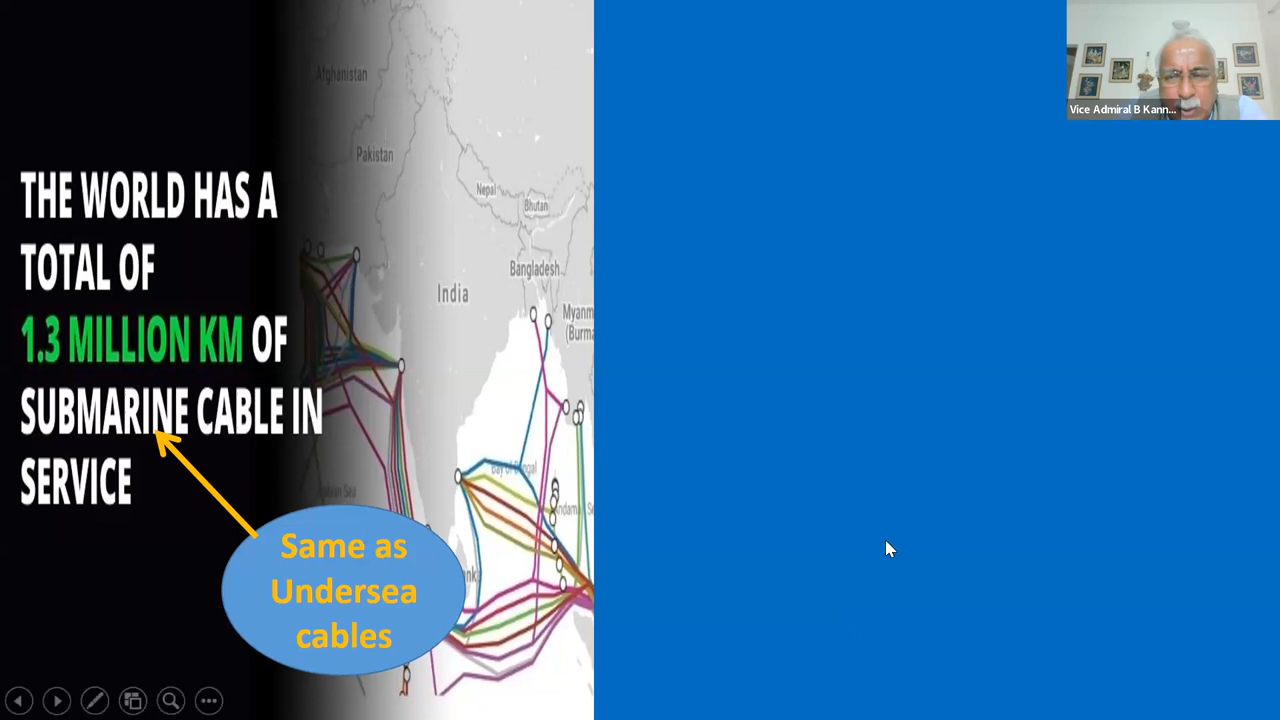 THE WORLD HAS A
TOTAL OF
1.3 MILLION KM OF
SUBMARINE CABLE IN
SERVICE
Same as
Undersea
cables
Afghanistan
Pakistan
Nepal
Bhutan
Bangladesh
India
Myanm
(Burma
Bay of Bengal
Andama
Vice Admiral B Kann...